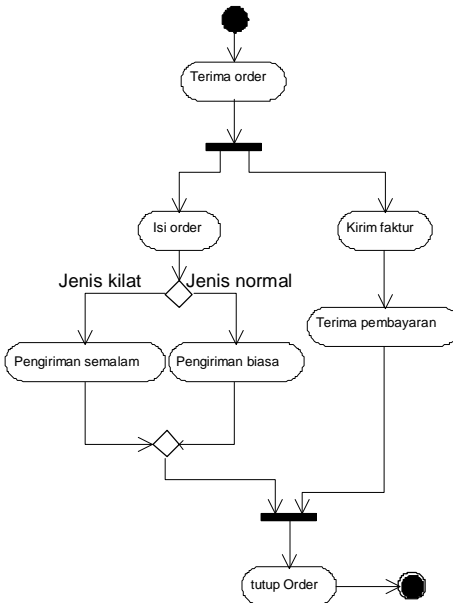 Terima order
Isi order
Kirim faktur
Jenis kilat
Jenis normal
Terima pembayaran
Pengiriman semalam
Pengiriman biasa
tutup Order